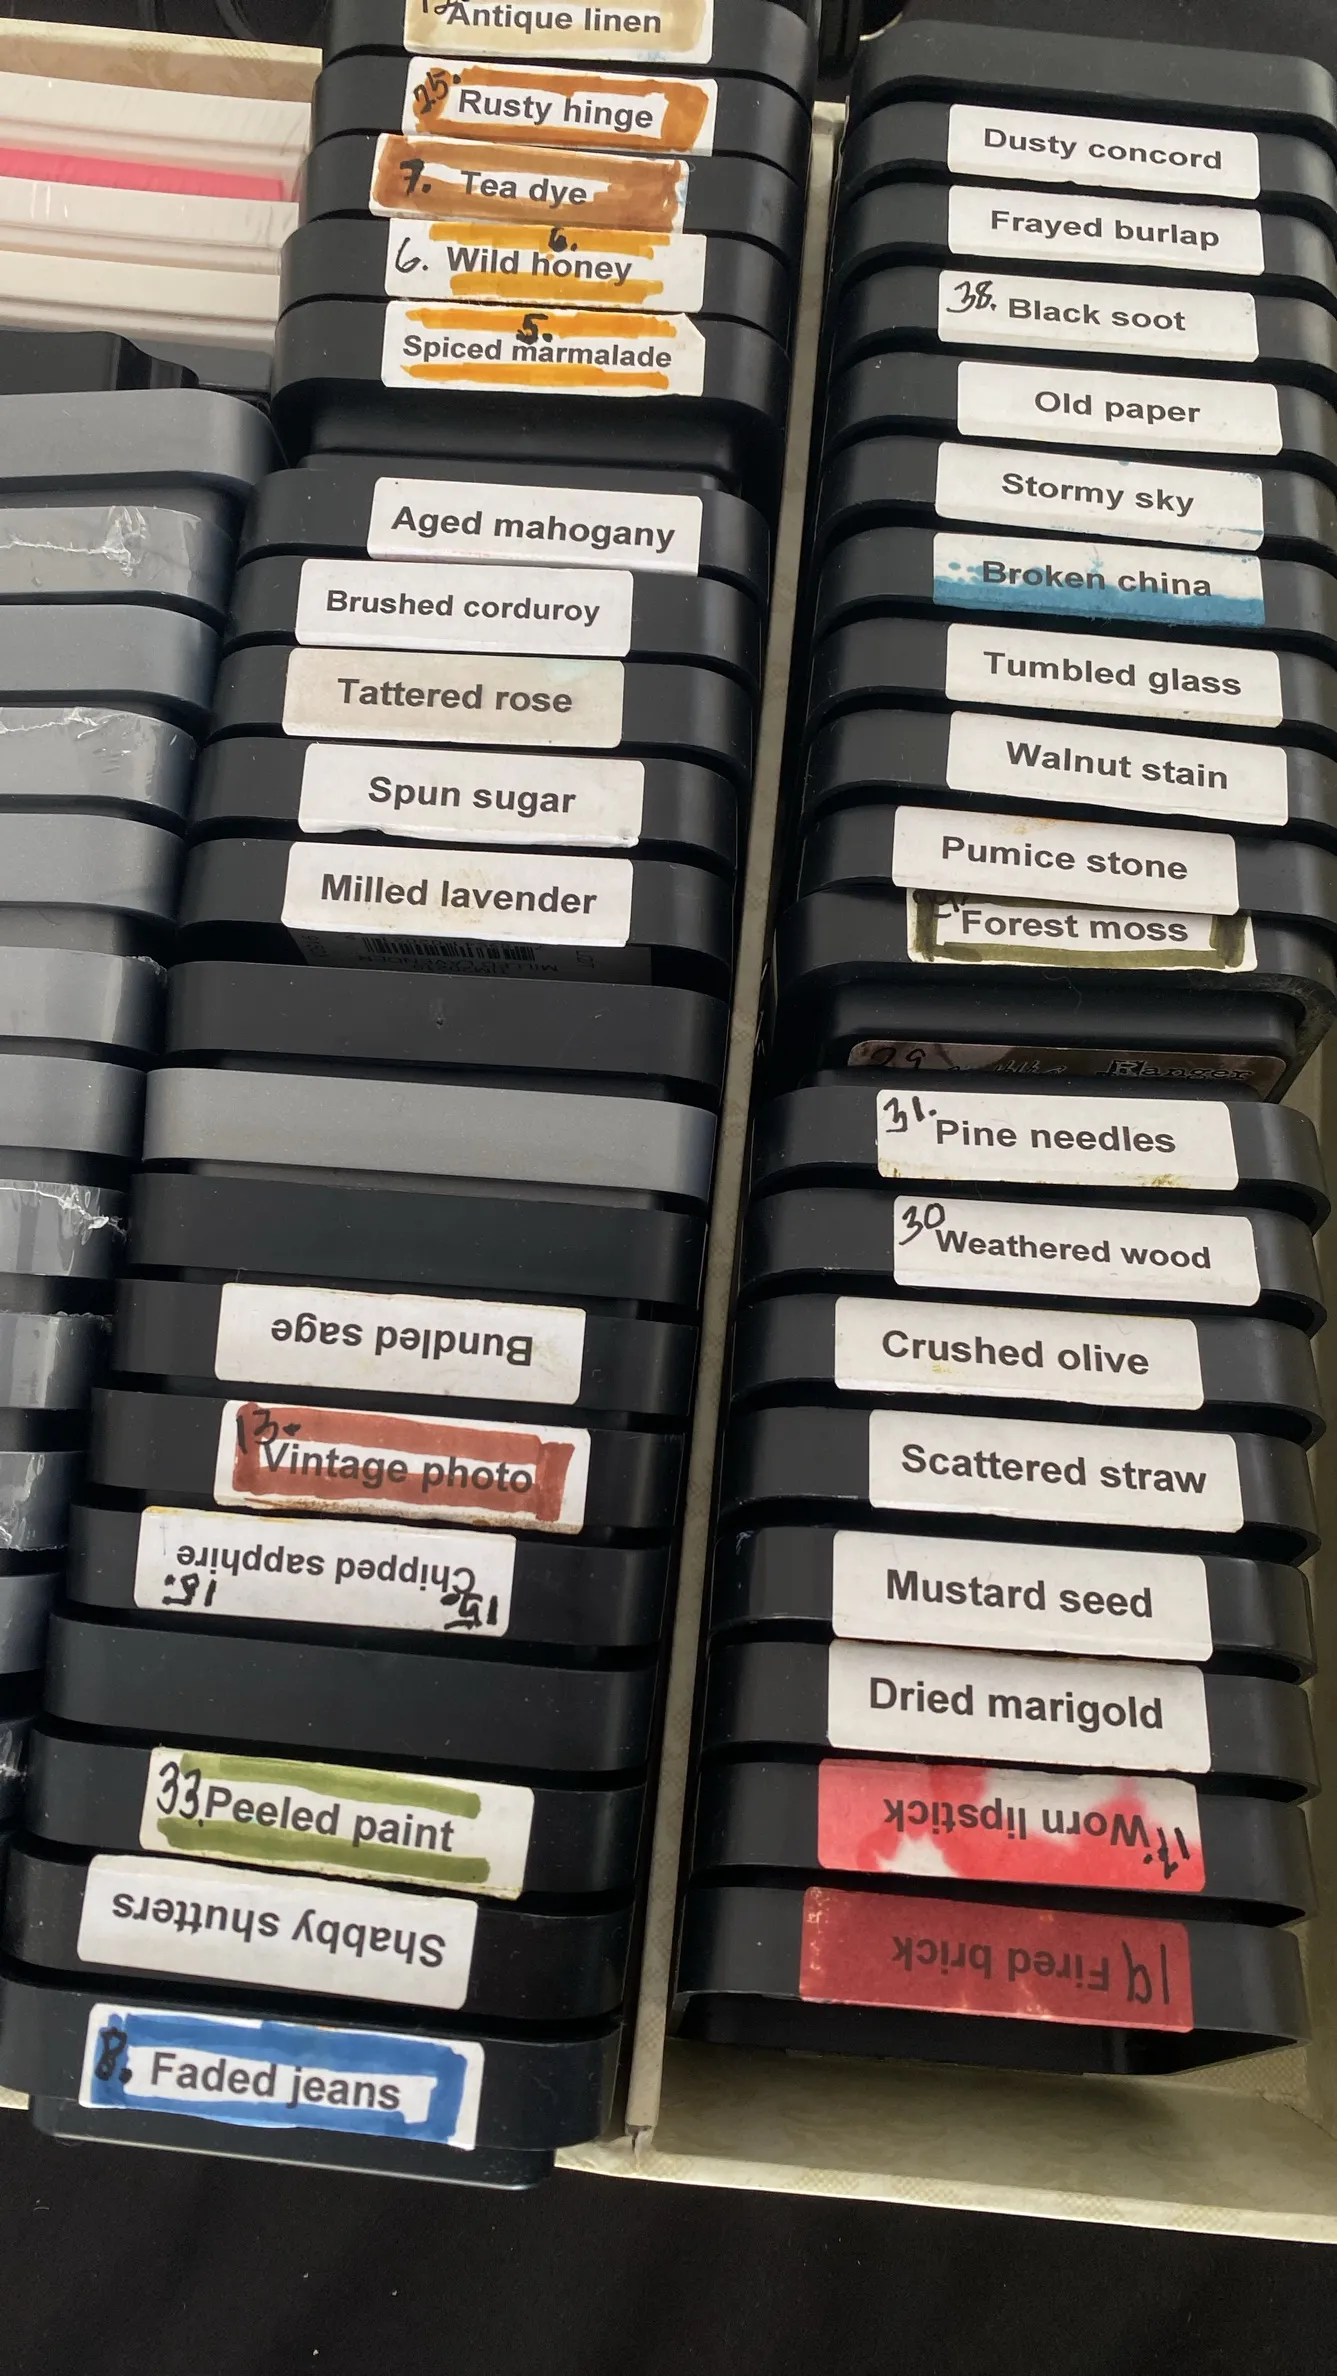 Antique linen
25. Rusty hinge
7. Tea dye
6.
6. Wild honey
5.
Spiced marmalade
Aged mahogany
Brushed corduroy
Tattered rose
Spun sugar
Milled lavender
MILLED LAVENDER
Bundled sage
13.
Vintage photo
Chipped sapphire
15. 18.
33. Peeled paint
Shabby shutters
8. Faded jeans
Dusty concord
Frayed burlap
38. Black soot
Old paper
Stormy sky
Broken china
Tumbled glass
Walnut stain
Pumice stone
Forest moss
29 Ranger
31. Pine needles
30 Weathered wood
Crushed olive
Scattered straw
Mustard seed
Dried marigold
17. Worn lipstick
19 Fired brick